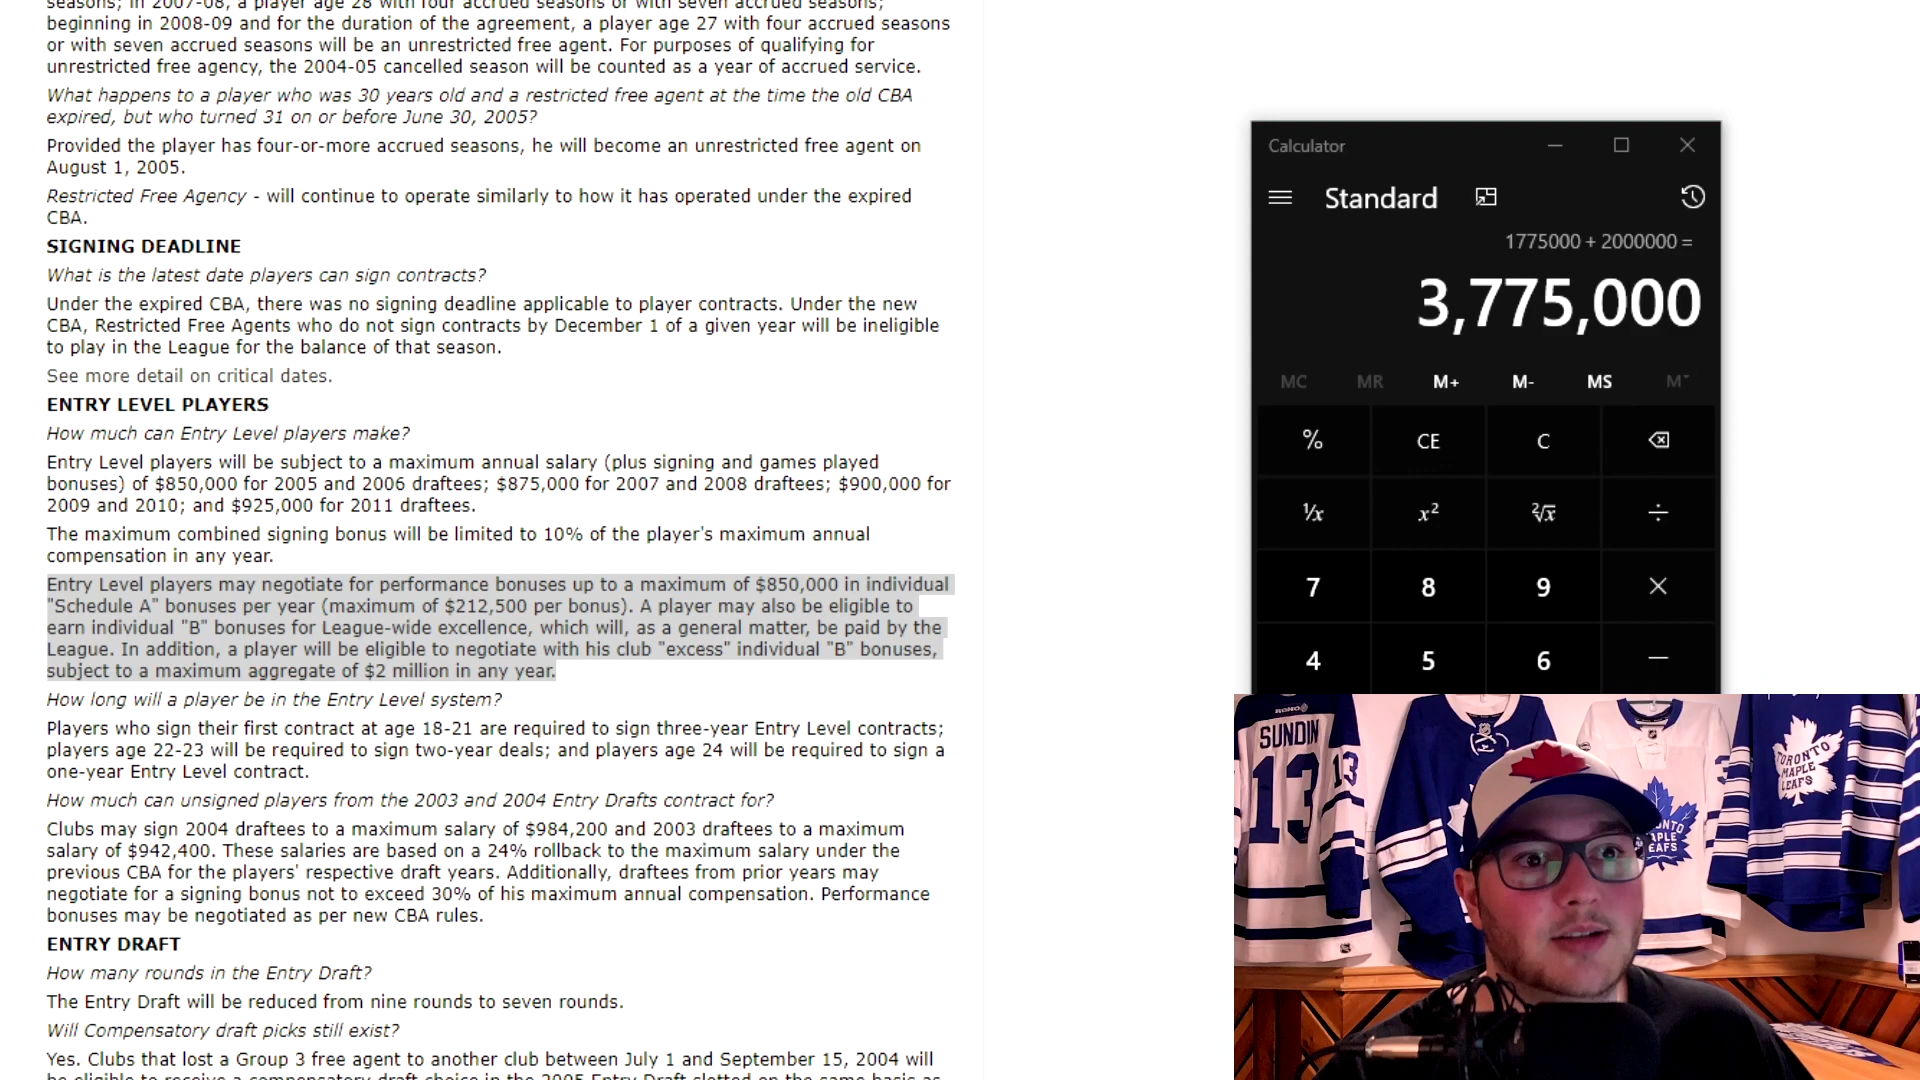 seasons; in 2007-08, a player age 28 with four accrued seasons or with seven accrued seasons;
beginning in 2008-09 and for the duration of the agreement, a player age 27 with four accrued seasons
or with seven accrued seasons will be an unrestricted free agent. For purposes of qualifying for
unrestricted free agency, the 2004-05 cancelled season will be counted as a year of accrued service.
What happens to a player who was 30 years old and a restricted free agent at the time the old CBA
expired, but who turned 31 on or before June 30, 2005?
Provided the player has four-or-more accrued seasons, he will become an unrestricted free agent on
August 1, 2005.
Restricted Free Agency - will continue to operate similarly to how it has operated under the expired
CBA.
SIGNING DEADLINE
What is the latest date players can sign contracts?
Under the expired CBA, there was no signing deadline applicable to player contracts. Under the new
CBA, Restricted Free Agents who do not sign contracts by December 1 of a given year will be ineligible
to play in the League for the balance of that season.
See more detail on critical dates.
ENTRY LEVEL PLAYERS
How much can Entry Level players make?
Entry Level players will be subject to a maximum annual salary (plus signing and games played
bonuses) of $850,000 for 2005 and 2006 draftees; $875,000 for 2007 and 2008 draftees; $900,000 for
2009 and 2010; and $925,000 for 2011 draftees.
The maximum combined signing bonus will be limited to 10% of the player's maximum annual
compensation in any year.
Entry Level players may negotiate for performance bonuses up to a maximum of $850,000 in individual
"Schedule A" bonuses per year (maximum of $212,500 per bonus). A player may also be eligible to
earn individual "B" bonuses for League-wide excellence, which will, as a general matter, be paid by the
League. In addition, a player will be eligible to negotiate with his club "excess" individual "B" bonuses,
subject to a maximum aggregate of $2 million in any year.
How long will a player be in the Entry Level system?
Players who sign their first contract at age 18-21 are required to sign three-year Entry Level contracts;
players age 22-23 will be required to sign two-year deals; and players age 24 will be required to sign a
one-year Entry Level contract.
How much can unsigned players from the 2003 and 2004 Entry Drafts contract for?
Clubs may sign 2004 draftees to a maximum salary of $984,200 and 2003 draftees to a maximum
salary of $942,400. These salaries are based on a 24% rollback to the maximum salary under the
previous CBA for the players' respective draft years. Additionally, draftees from prior years may
negotiate for a signing bonus not to exceed 30% of his maximum annual compensation. Performance
bonuses may be negotiated as per new CBA rules.
ENTRY DRAFT
How many rounds in the Entry Draft?
The Entry Draft will be reduced from nine rounds to seven rounds.
Will Compensatory draft picks still exist?
Yes. Clubs that lost a Group 3 free agent to another club between July 1 and September 15, 2004 will
be eligible to receive a compensatory draft choice in the 2005 Entry Draft slotted on the same basis as
Calculator
Standard
1775000 + 2000000 =
3,775,000
MC MR M+ M- MS M˅
% CE C
¹/x x² ²√x ÷
7 8 9 ×
4 5 6 −
SUNDIN
13
13
TORONTO
MAPLE
LEAFS